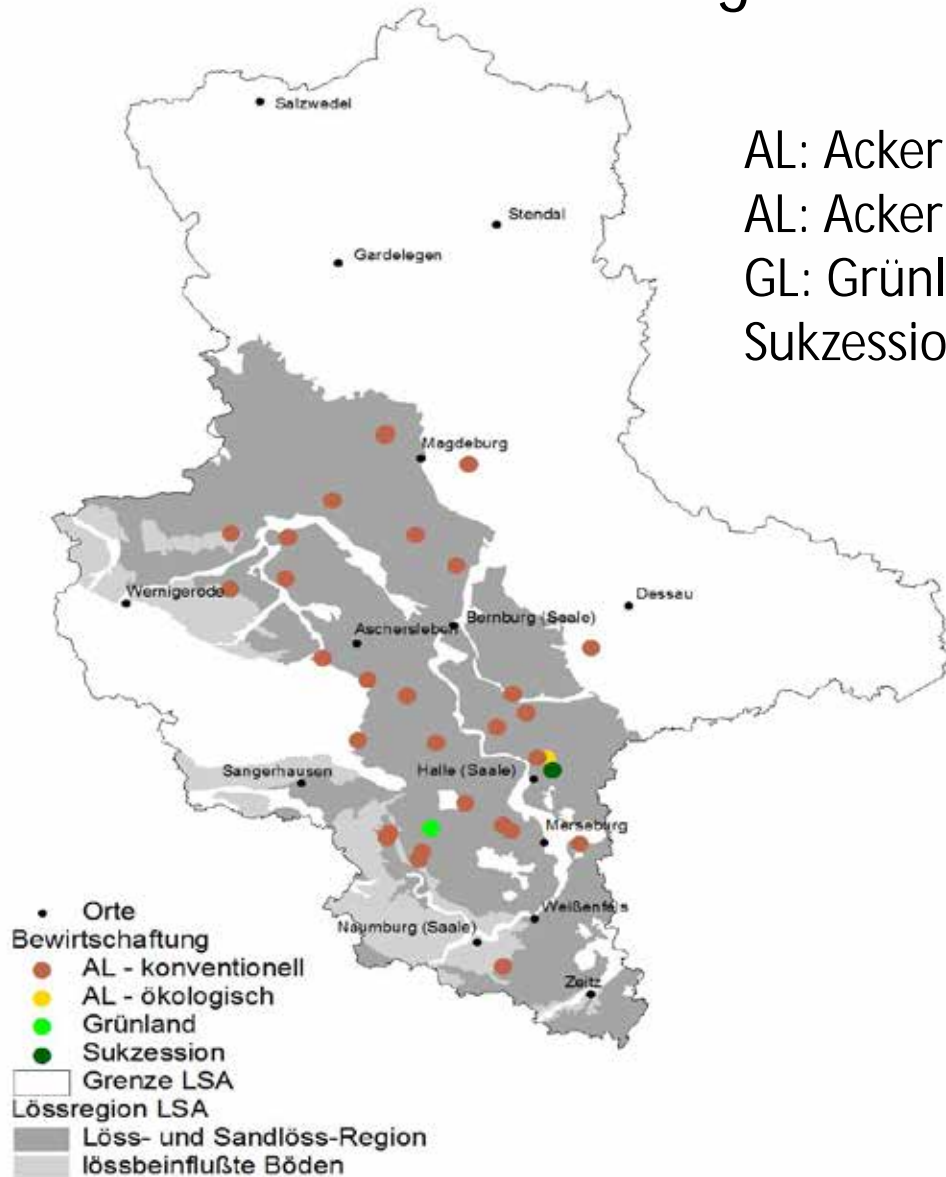 Salzwedel
Stendal
Gardelegen
AL: Acker
AL: Acker
GL: Grünl
Sukzessio
Magdeburg
Wernigerode
Dessau
Bernburg (Saale)
Aschersleben
Sangerhausen
Halle (Saale)
Merseburg
Weißenfels
Naumburg (Saale)
Zeitz
Orte
Bewirtschaftung
AL - konventionell
AL - ökologisch
Grünland
Sukzession
Grenze LSA
Lössregion LSA
Löss- und Sandlöss-Region
lössbeinflußte Böden